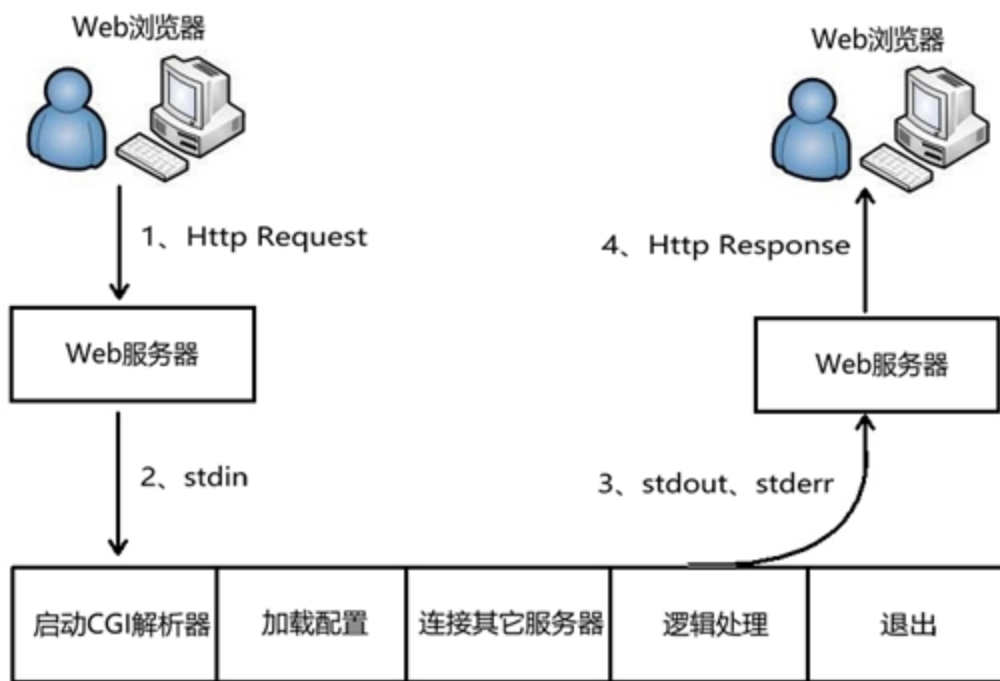 Web浏览器
Web浏览器
1、Http Request
4、Http Response
Web服务器
Web服务器
2、stdin
3、stdout、stderr
启动CGI解析器
加载配置
连接其它服务器
逻辑处理
退出